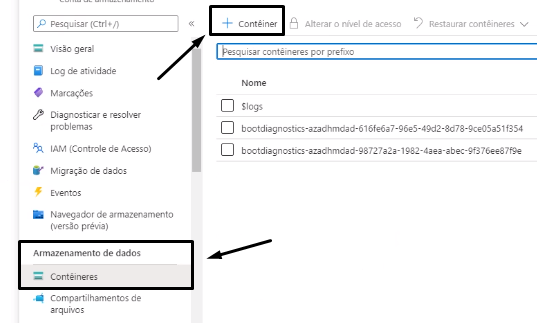 Conta de armazenamento
Pesquisar (Ctrl+/)
«
Visão geral
Log de atividade
Marcações
Diagnosticar e resolver
problemas
IAM (Controle de Acesso)
Migração de dados
Eventos
Navegador de armazenamento
(versão prévia)
Armazenamento de dados
Contêineres
Compartilhamentos de
arquivos
+ Contêiner
Alterar o nível de acesso
Restaurar contêineres
Pesquisar contêineres por prefixo
Nome
$logs
bootdiagnostics-azadhmdad-616fe6a7-96e5-49d2-8d78-9ce05a51f354
bootdiagnostics-azadhmdad-98727a2a-1982-4aea-abec-9f376ee87f9e